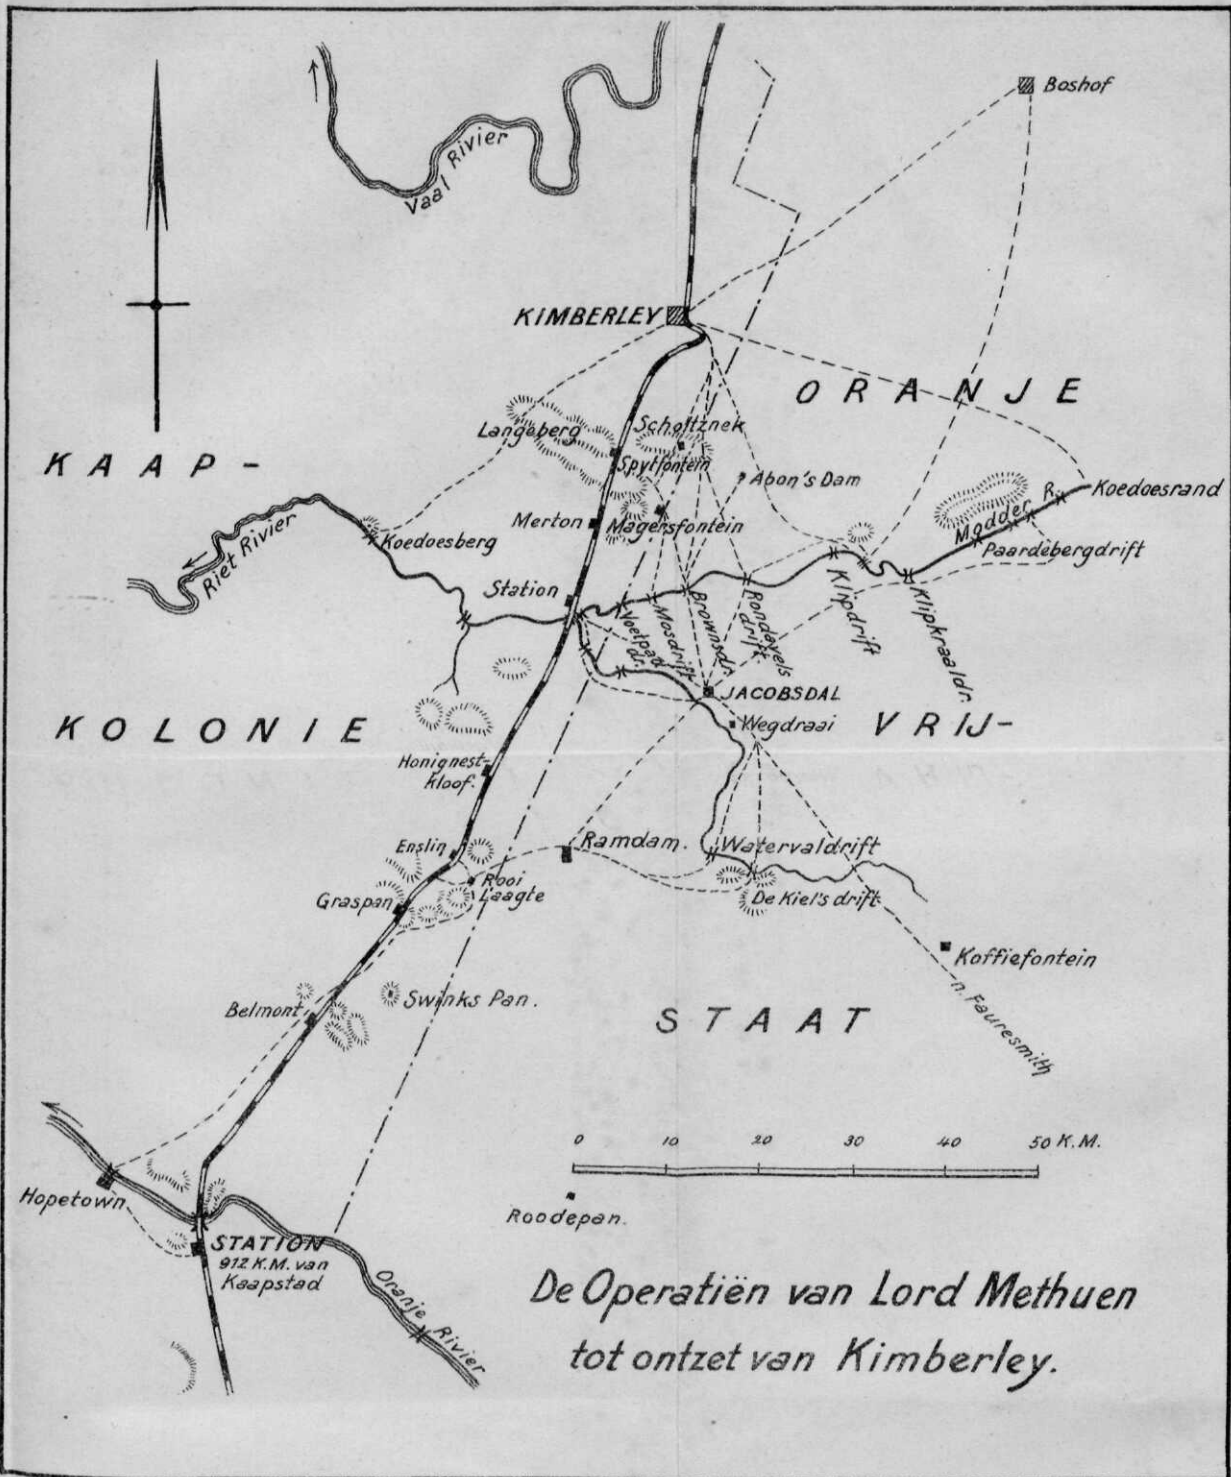 Boshof
Vaal Rivier
KIMBERLEY
ORANJE
Langeberg
Scholtznek
Spytfontein
KAAP-
Abon's Dam
Koedoesrand
Modder R.
Merton
Magersfontein
Riet Rivier
Koedoesberg
Paardebergdrift
Station
Voetpad
dr.
Mosdrift
Brownsdr.
Rondavels
drift.
Klipdrift
Klipkraaldr.
JACOBSDAL
KOLONIE
Wegdraai
VRIJ-
Honignest-
kloof.
Enslin
Ramdam.
Watervaldrift
Rooi
Laagte
Graspan
De Kiel's drift
Koffiefontein
n. Fauresmith
Swinks Pan.
Belmont
STAAT
0 10 20 30 40 50 K.M.
Hopetown
Roodepan.
STATION
912 K.M. van
Kaapstad
Oranje Rivier
De Operatiën van Lord Methuen
tot ontzet van Kimberley.